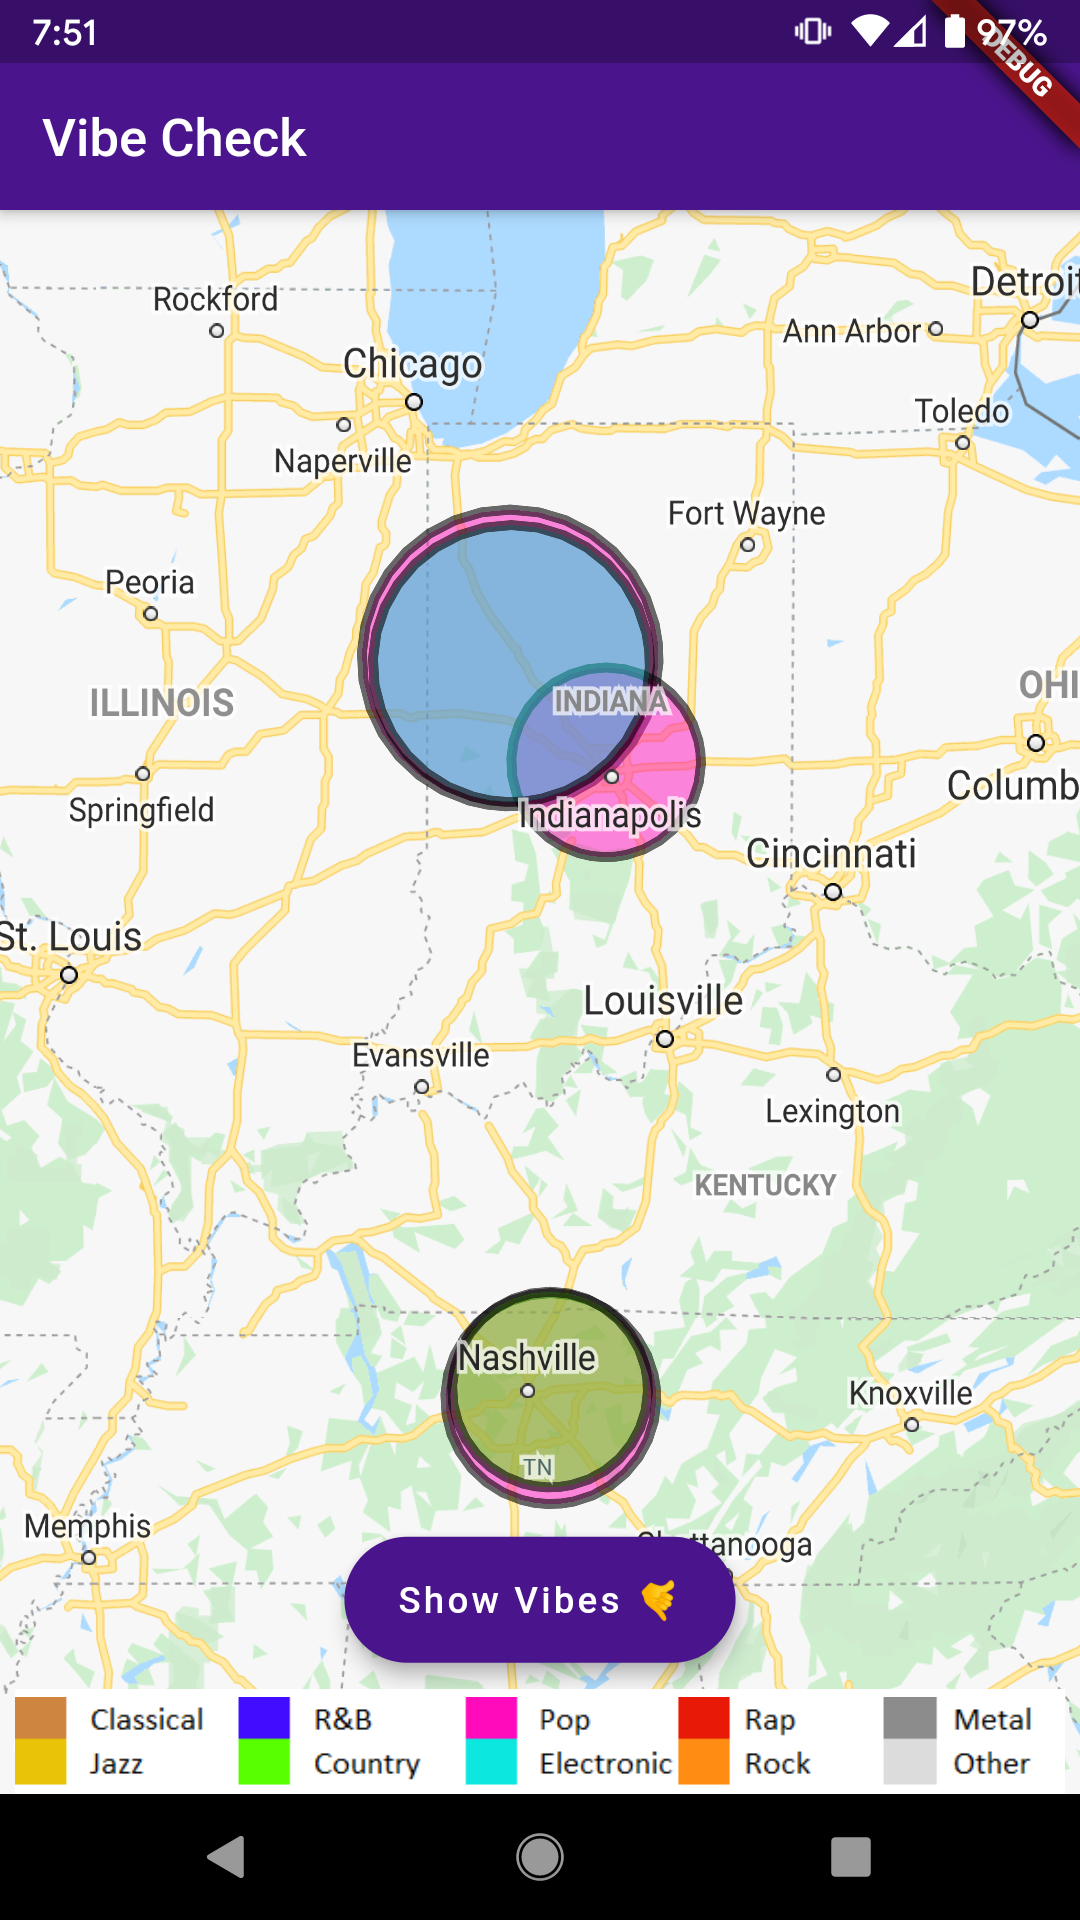 7:51
97%
DEBUG
Vibe Check
Detroit
Rockford
Ann Arbor
Chicago
Toledo
Naperville
Fort Wayne
Peoria
ILLINOIS
INDIANA
OHI
Springfield
Indianapolis
Columb
Cincinnati
St. Louis
Louisville
Evansville
Lexington
KENTUCKY
Nashville
Knoxville
TN
Memphis
Chattanooga
Show Vibes 🤙
Classical R&B Pop Rap Metal
Jazz Country Electronic Rock Other